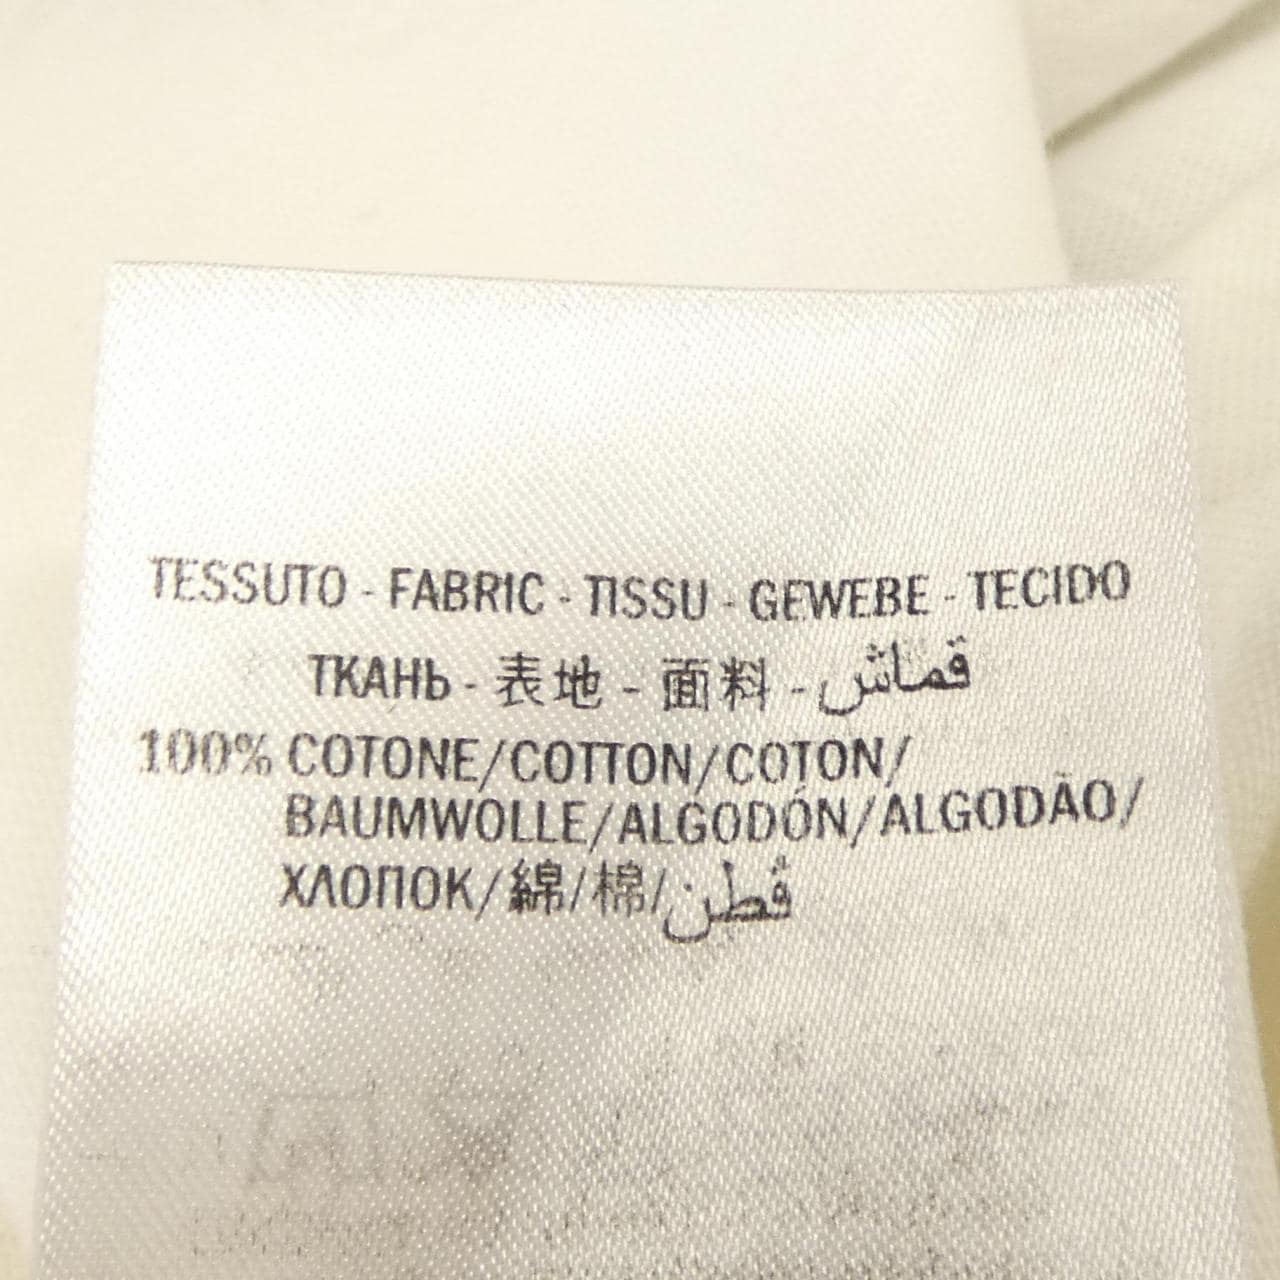 TESSUTO - FABRIC - TISSU - GEWEBE - TECIDO
ТКАНЬ - 表地 - 面料 - قماش
100% COTONE/COTTON/COTON/
BAUMWOLLE/ALGODÓN/ALGODÃO/
ХЛОПОК/綿/棉/قطن